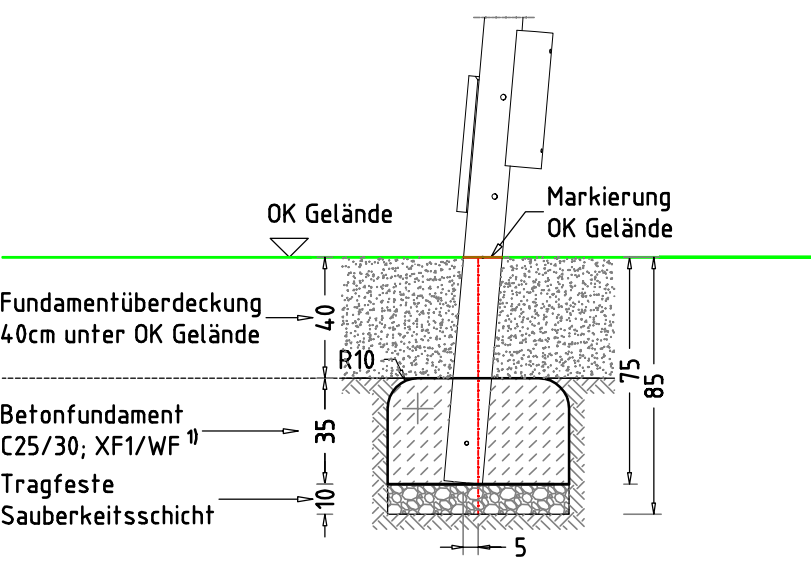 OK Gelände
Markierung
OK Gelände
Fundamentüberdeckung
40cm unter OK Gelände
40
R10
75
85
Betonfundament
C25/30; XF1/WF 1)
35
Tragfeste
Sauberkeitsschicht
10
5